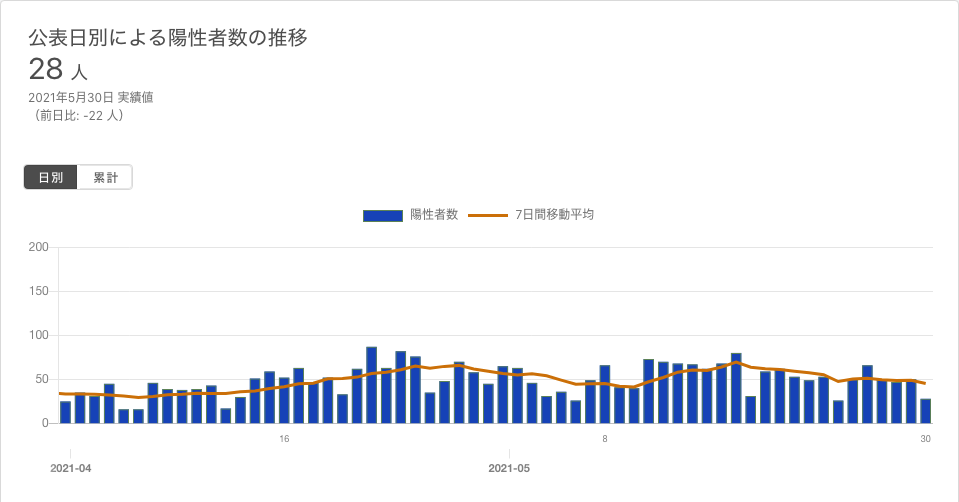 公表日別による陽性者数の推移
28 人
2021年5月30日 実績値
（前日比: -22 人）
日別 累計
陽性者数 7日間移動平均
200
150
100
50
0
16 8 30
2021-04 2021-05